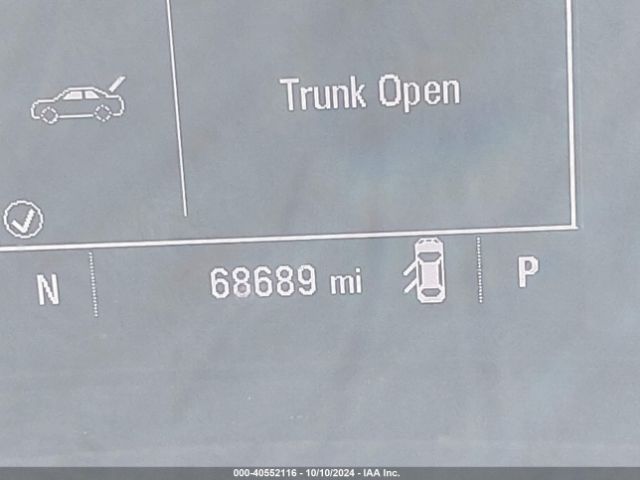 Trunk Open
N 68689 mi P
000-40552116 - 10/10/2024 - IAA Inc.